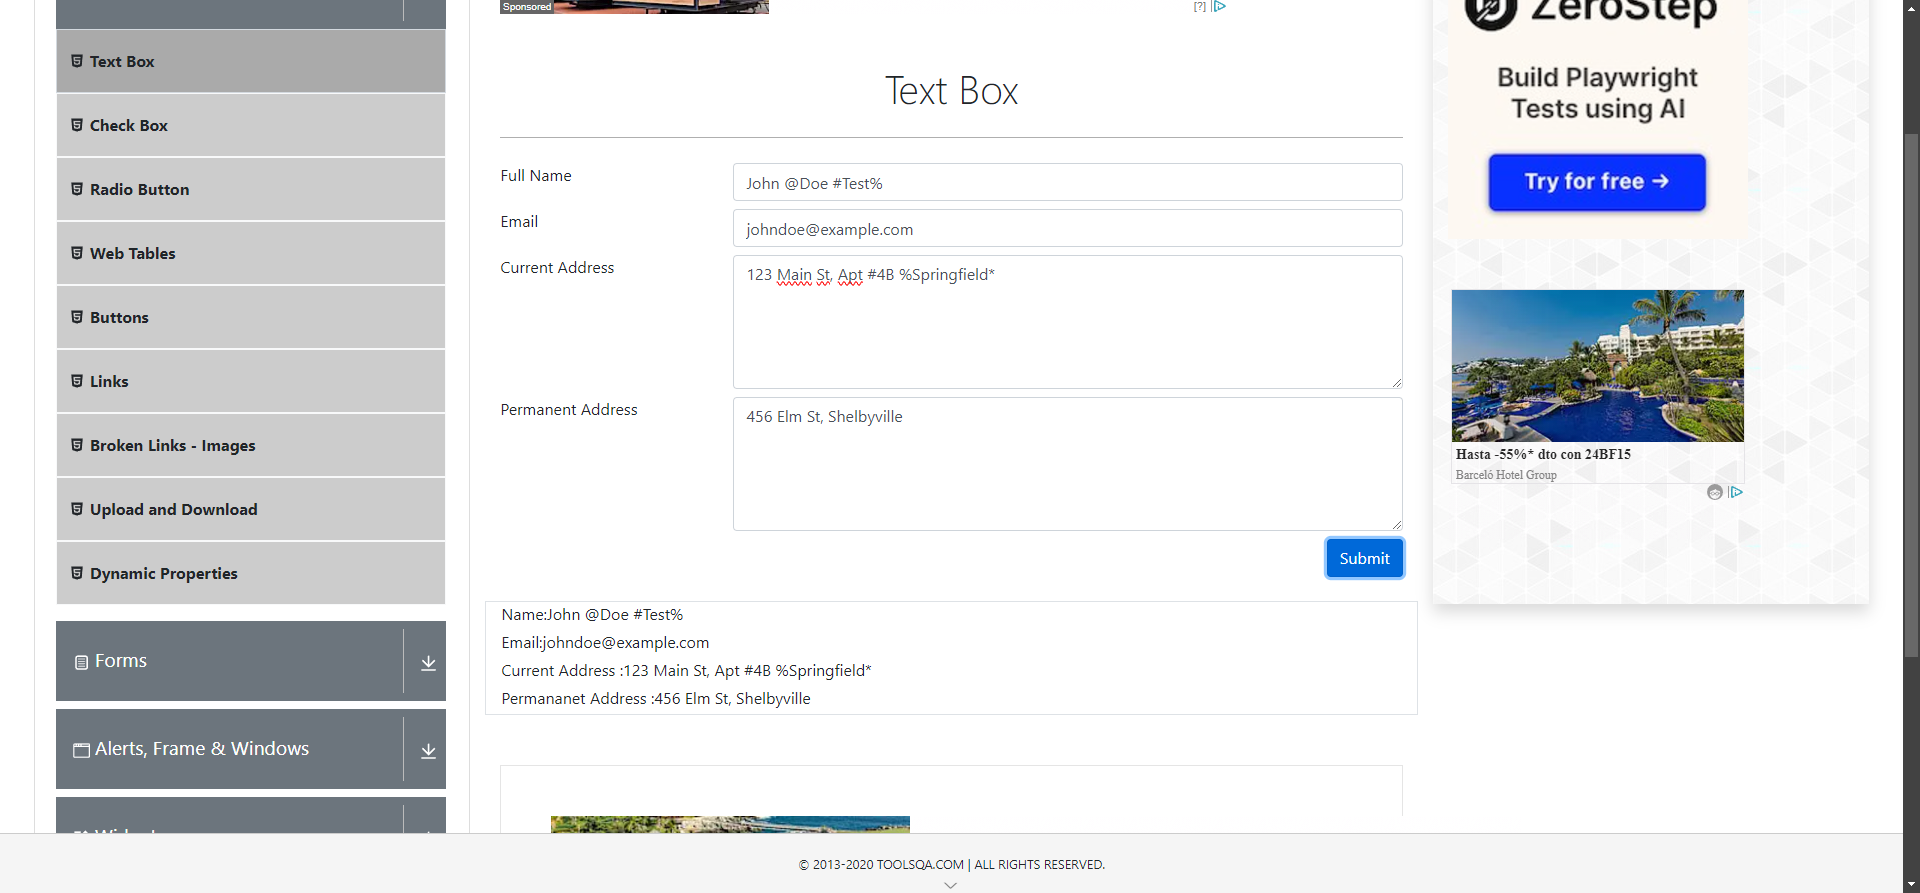 Sponsored
[?]
Text Box
Check Box
Radio Button
Web Tables
Buttons
Links
Broken Links - Images
Upload and Download
Dynamic Properties
Forms
Alerts, Frame & Windows
Text Box
Full Name
John @Doe #Test%
Email
johndoe@example.com
Current Address
123 Main St, Apt #4B %Springfield*
Permanent Address
456 Elm St, Shelbyville
Submit
Name:John @Doe #Test%
Email:johndoe@example.com
Current Address :123 Main St, Apt #4B %Springfield*
Permananet Address :456 Elm St, Shelbyville
ZeroStep
Build Playwright
Tests using AI
Try for free →
Hasta -55%* dto con 24BF15
Barceló Hotel Group
© 2013-2020 TOOLSQA.COM | ALL RIGHTS RESERVED.